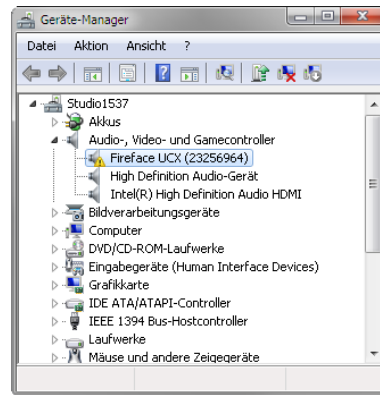 Geräte-Manager
Datei Aktion Ansicht ?
Studio1537
Akkus
Audio-, Video- und Gamecontroller
Fireface UCX (23256964)
High Definition Audio-Gerät
Intel(R) High Definition Audio HDMI
Bildverarbeitungsgeräte
Computer
DVD/CD-ROM-Laufwerke
Eingabegeräte (Human Interface Devices)
Grafikkarte
IDE ATA/ATAPI-Controller
IEEE 1394 Bus-Hostcontroller
Laufwerke
Mäuse und andere Zeigegeräte